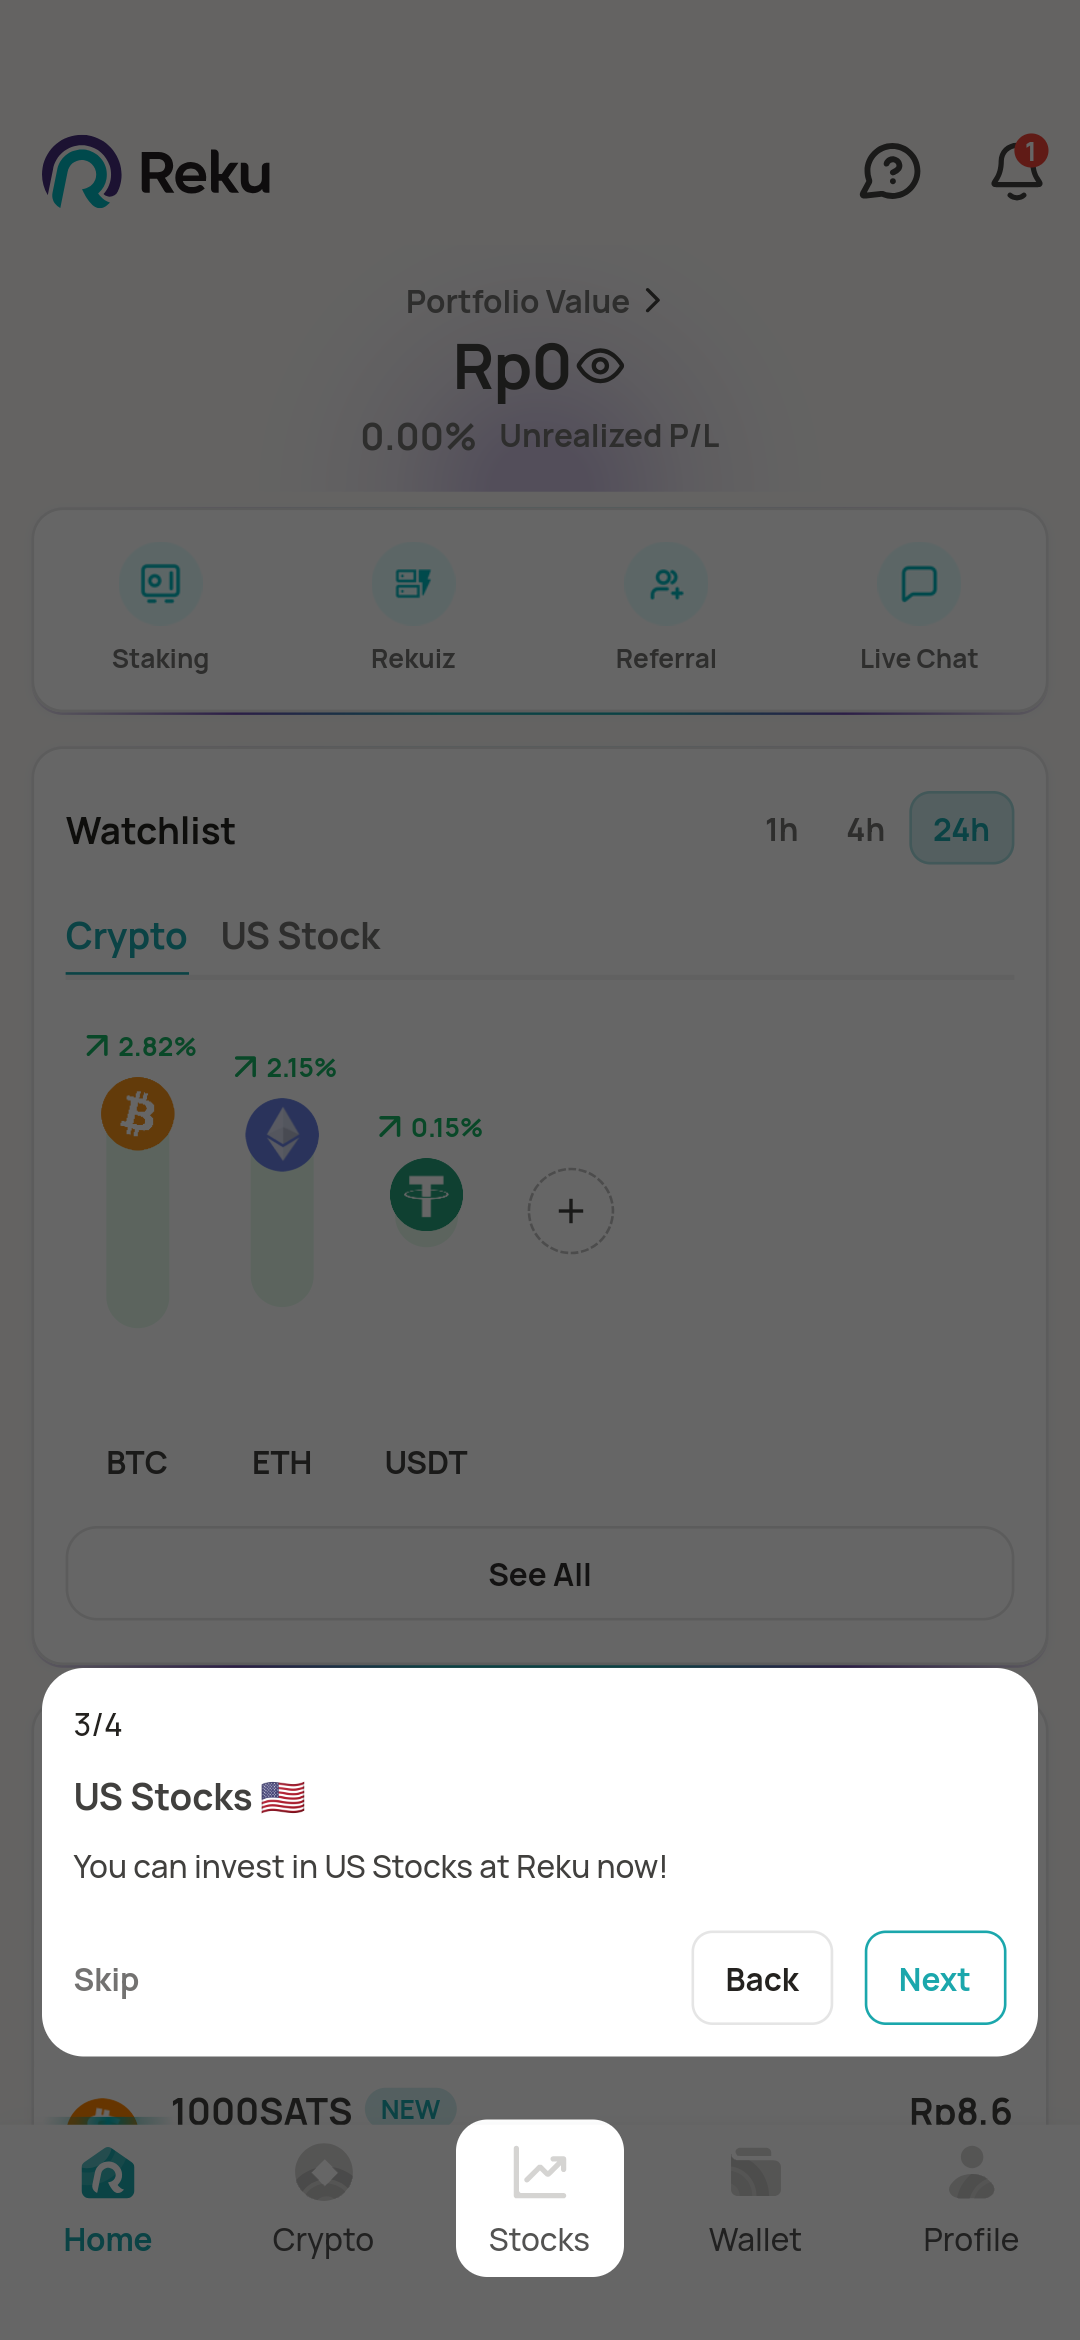 Reku
1
Portfolio Value
Rp0
0.00% Unrealized P/L
Staking Rekuiz Referral Live Chat
Watchlist 1h 4h 24h
Crypto US Stock
2.82%
2.15%
0.15%
BTC ETH USDT
See All
3/4
US Stocks 🇺🇸
You can invest in US Stocks at Reku now!
Skip Back Next
1000SATS NEW Rp8.6
Home Crypto Stocks Wallet Profile